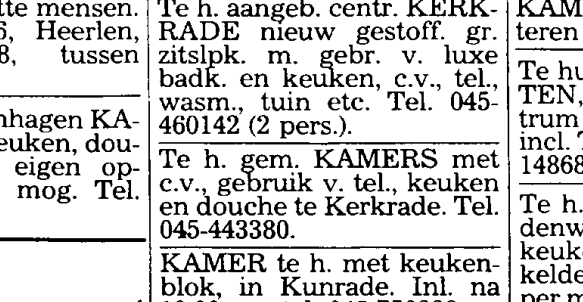 tte mensen.
Heerlen,
8, tussen
nhagen KA-
euken, dou-
eigen op-
mog. Tel.
Te h. aangeb. centr. KERK-
RADE nieuw gestoff. gr.
zitslpk. m. gebr. v. luxe
badk. en keuken, c.v., tel.,
wasm., tuin etc. Tel. 045-
460142 (2 pers.).
Te h. gem. KAMERS met
c.v., gebruik v. tel., keuken
en douche te Kerkrade. Tel.
045-443380.
KAMER te h. met keuken-
blok, in Kunrade. Inl. na
KAM
teren
Te hu
TEN,
trum
incl.
14868
Te h.
denw
keuk
kelde
per m